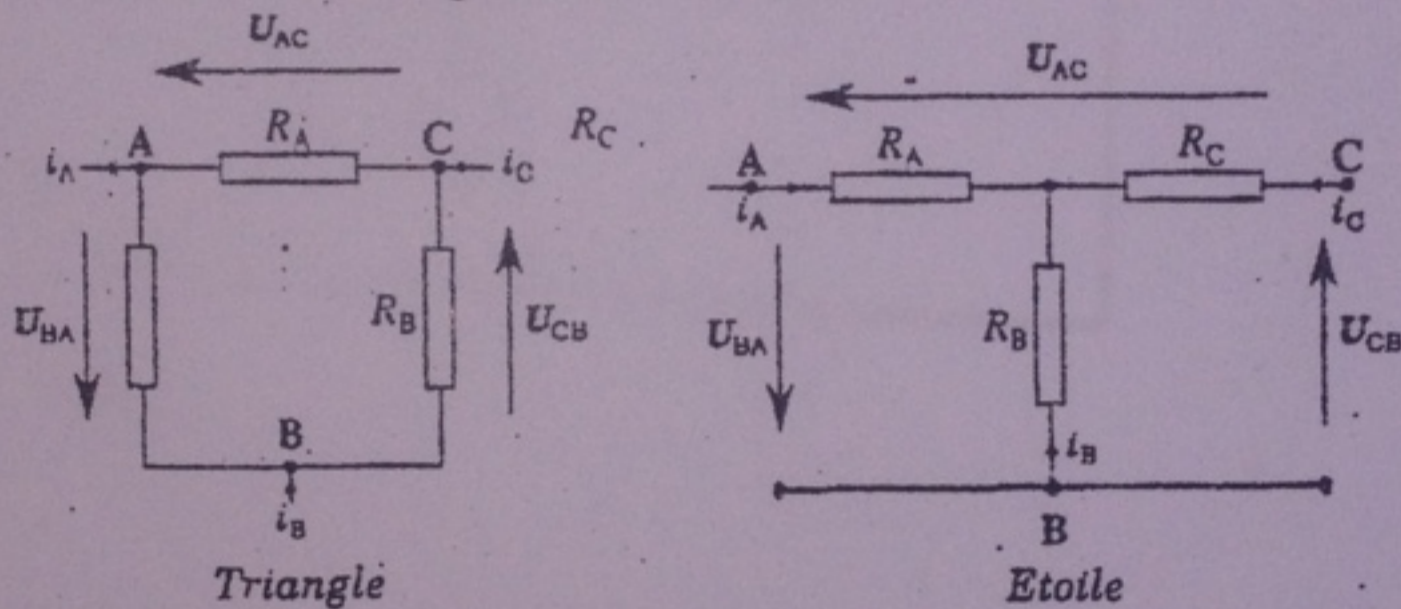 U_AC
U_AC
R_A
R_C
A
C
i_A
i_C
A
R_A
R_C
C
i_A
i_C
U_BA
R_B
U_CB
U_BA
R_B
U_CB
B
i_B
i_B
B
Triangle
Etoile